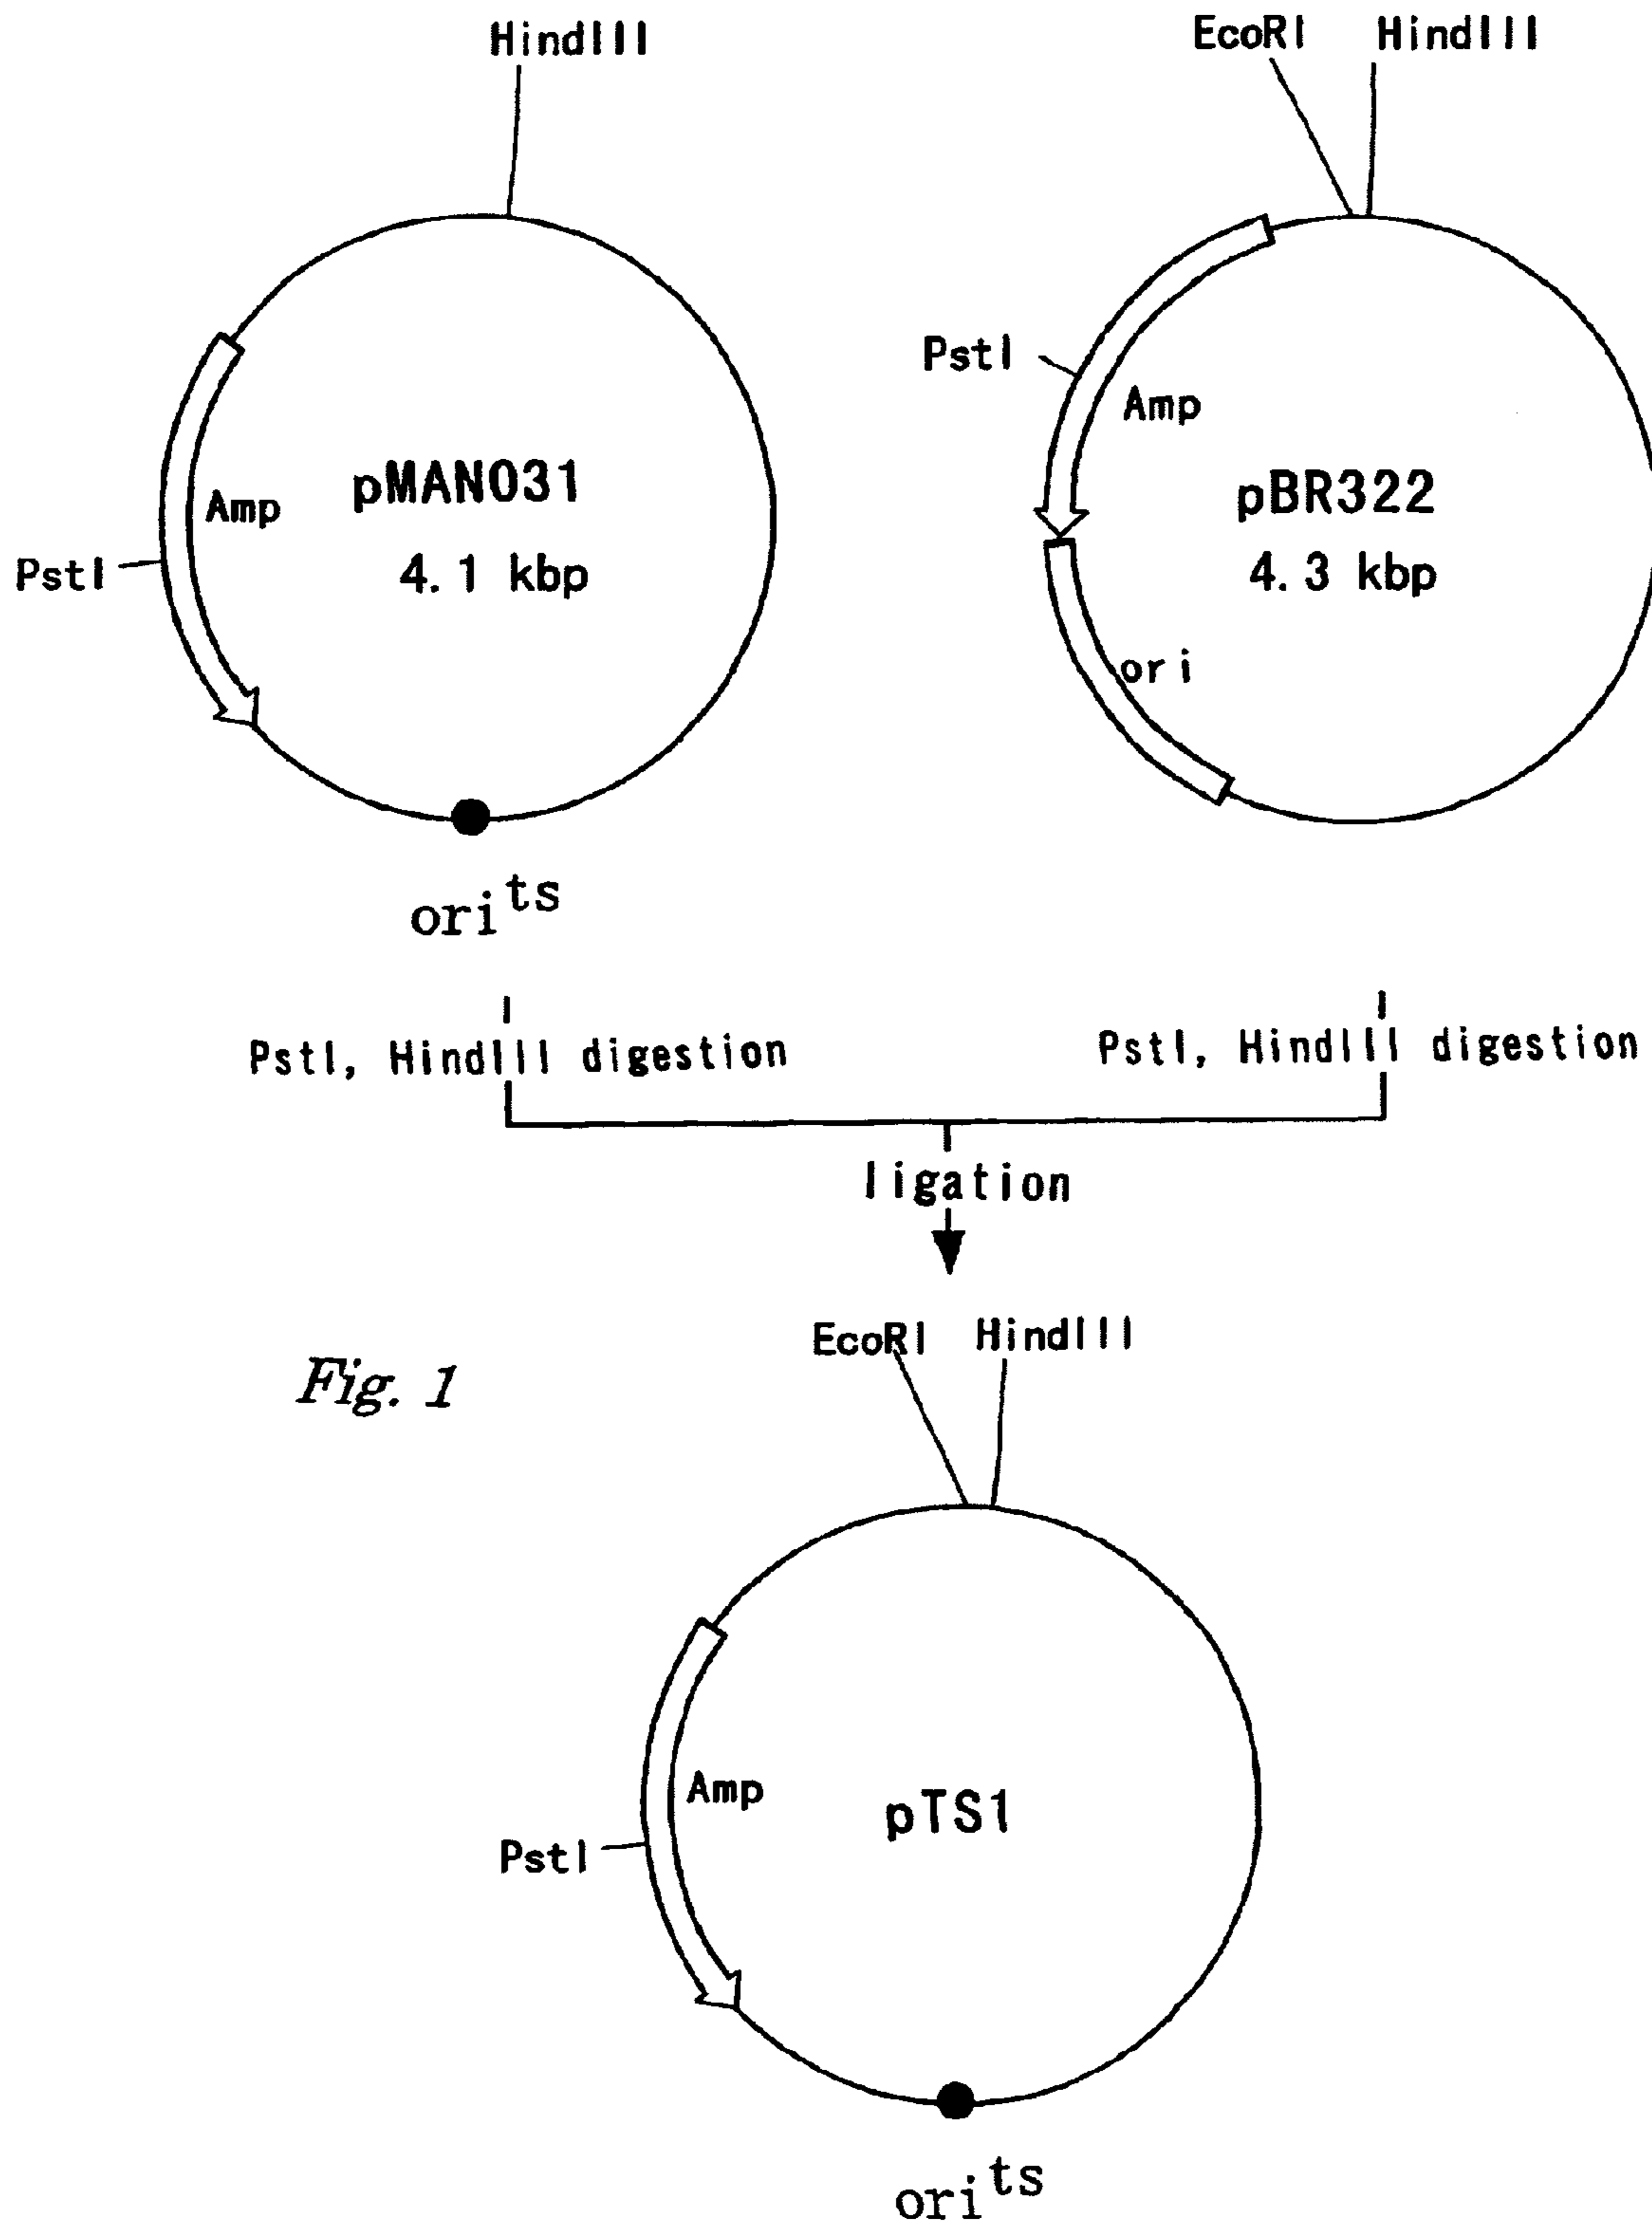 HindIII
EcoRI HindIII
PstI
Amp
pMAN031
4.1 kbp
PstI
Amp
pBR322
4.3 kbp
ori
ori^ts
PstI, HindIII digestion
PstI, HindIII digestion
ligation
EcoRI HindIII
Fig. 1
Amp
pTS1
PstI
ori^ts